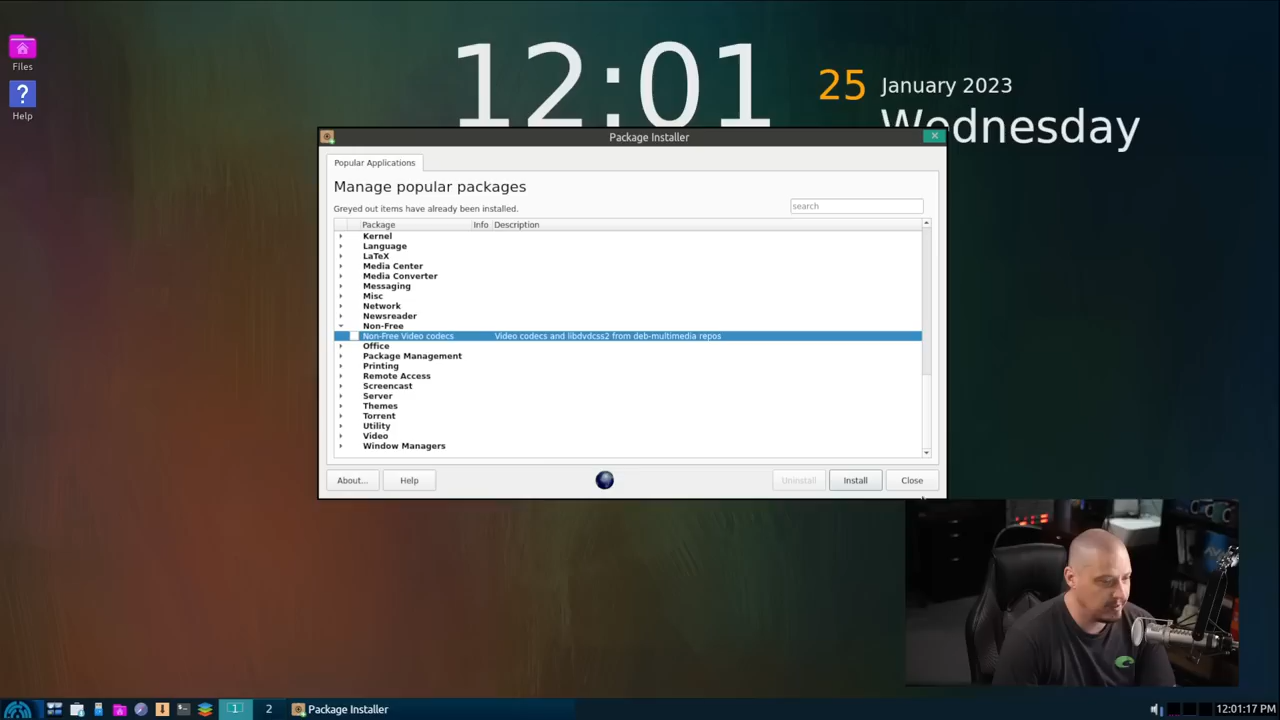 Files
Help
12:01
25
January 2023
Wednesday
Package Installer
Popular Applications
Manage popular packages
Greyed out items have already been installed.
search
Package Info Description
Kernel
Language
LaTeX
Media Center
Media Converter
Messaging
Misc
Network
Newsreader
Non-Free
Non-Free Video codecs Video codecs and libdvdcss2 from deb-multimedia repos
Office
Package Management
Printing
Remote Access
Screencast
Server
Themes
Torrent
Utility
Video
Window Managers
About... Help Uninstall Install Close
1 2 Package Installer 12:01:17 PM